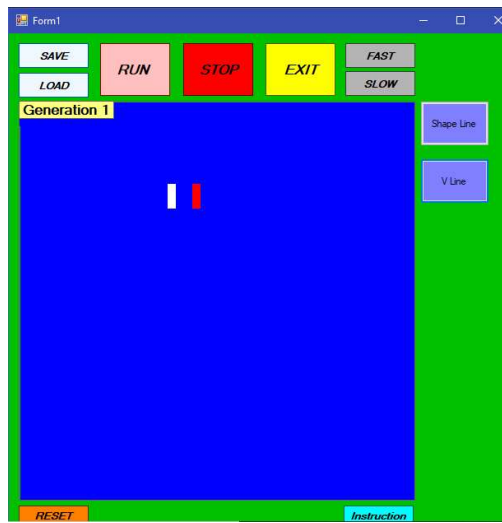 Form1
SAVE
LOAD
RUN
STOP
EXIT
FAST
SLOW
Generation 1
Shape Line
V Line
RESET
Instruction